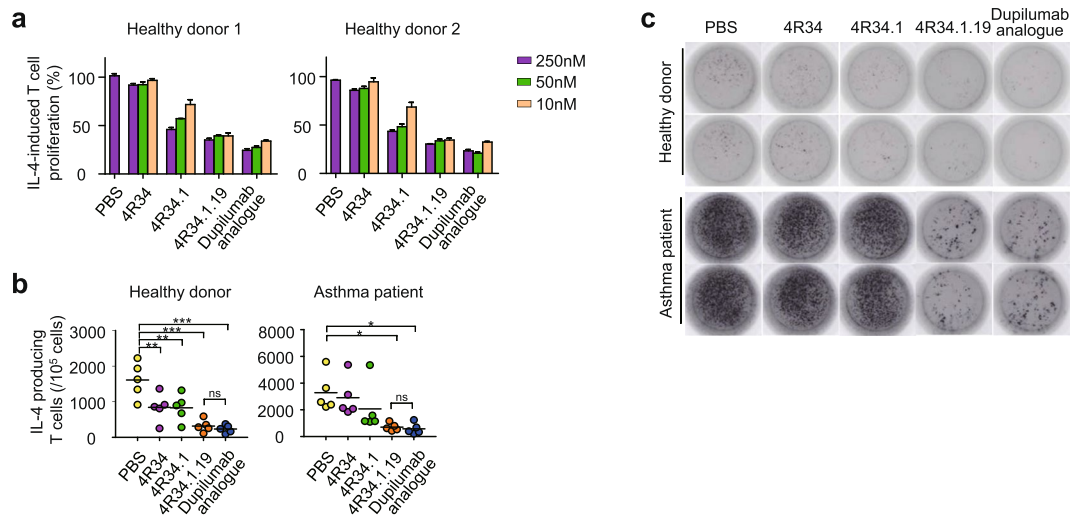 a
Healthy donor 1
Healthy donor 2
IL-4-induced T cell
proliferation (%)
100
50
0
PBS
4R34
4R34.1
4R34.1.19
Dupilumab
analogue
100
50
0
PBS
4R34
4R34.1
4R34.1.19
Dupilumab
analogue
250nM
50nM
10nM
b
Healthy donor
Asthma patient
IL-4 producing
T cells (/10⁵ cells)
3000
2000
1000
0
***
***
**
**
ns
PBS
4R34
4R34.1
4R34.1.19
Dupilumab
analogue
8000
6000
4000
2000
0
*
*
ns
PBS
4R34
4R34.1
4R34.1.19
Dupilumab
analogue
c
PBS
4R34
4R34.1
4R34.1.19
Dupilumab
analogue
Healthy donor
Asthma patient